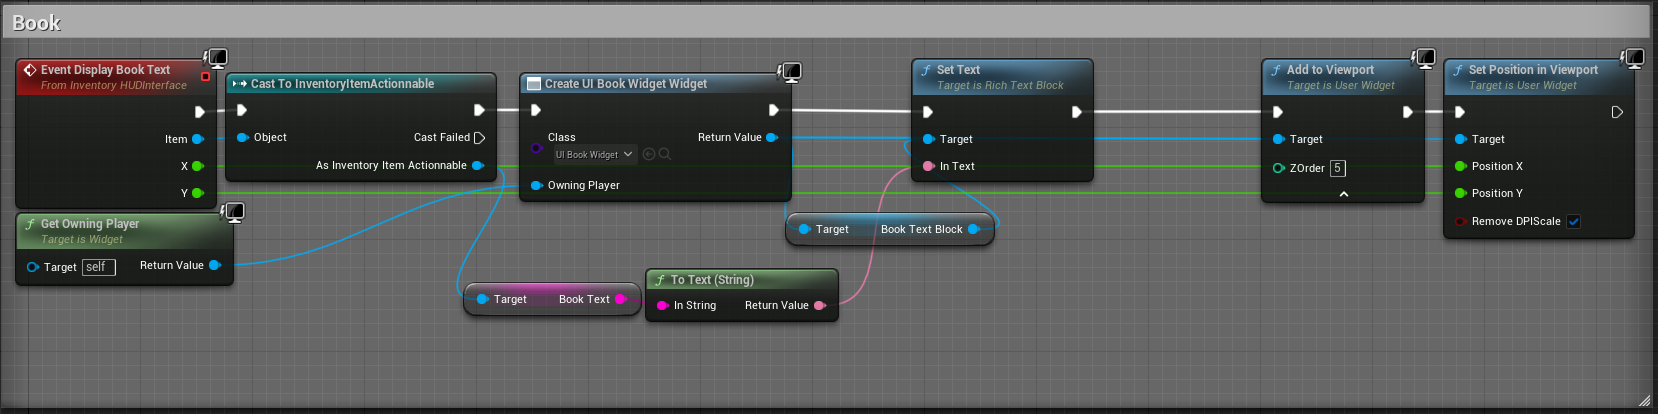 Book
Event Display Book Text
From Inventory HUDInterface
Item
X
Y
Get Owning Player
Target is Widget
Target self Return Value
Cast To InventoryItemActionnable
Object Cast Failed
As Inventory Item Actionnable
Create UI Book Widget Widget
Class Return Value
UI Book Widget
Owning Player
Target Book Text
To Text (String)
In String Return Value
Target Book Text Block
Set Text
Target is Rich Text Block
Target
In Text
Add to Viewport
Target is User Widget
Target
ZOrder 5
Set Position in Viewport
Target is User Widget
Target
Position X
Position Y
Remove DPIScale